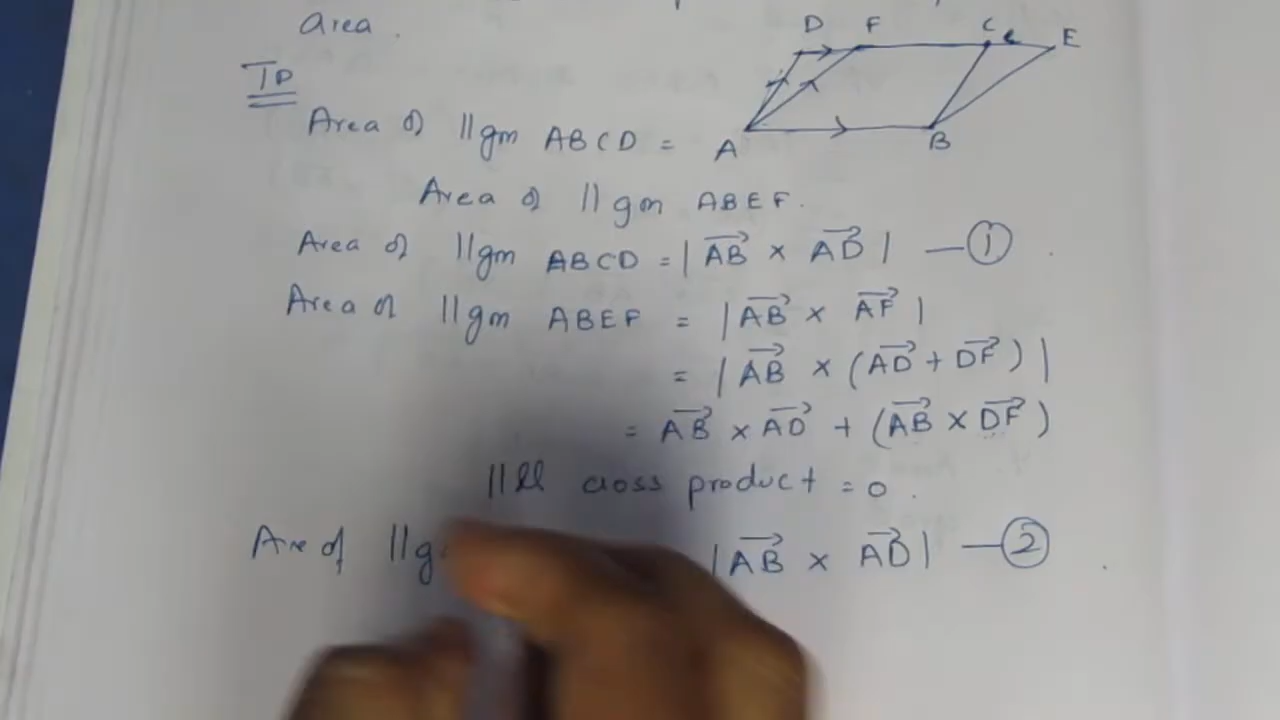 Area.
D F C E
TP
Area of ||gm ABCD =
A B
Area of ||gm ABEF.
Area of ||gm ABCD = |AB⃗ × AD⃗| — ①
Area of ||gm ABEF = |AB⃗ × AF⃗|
= |AB⃗ × (AD⃗ + DF⃗)|
= AB⃗ × AD⃗ + (AB⃗ × DF⃗)
cross product = 0.
Are of ||g |AB⃗ × AD⃗| — ②